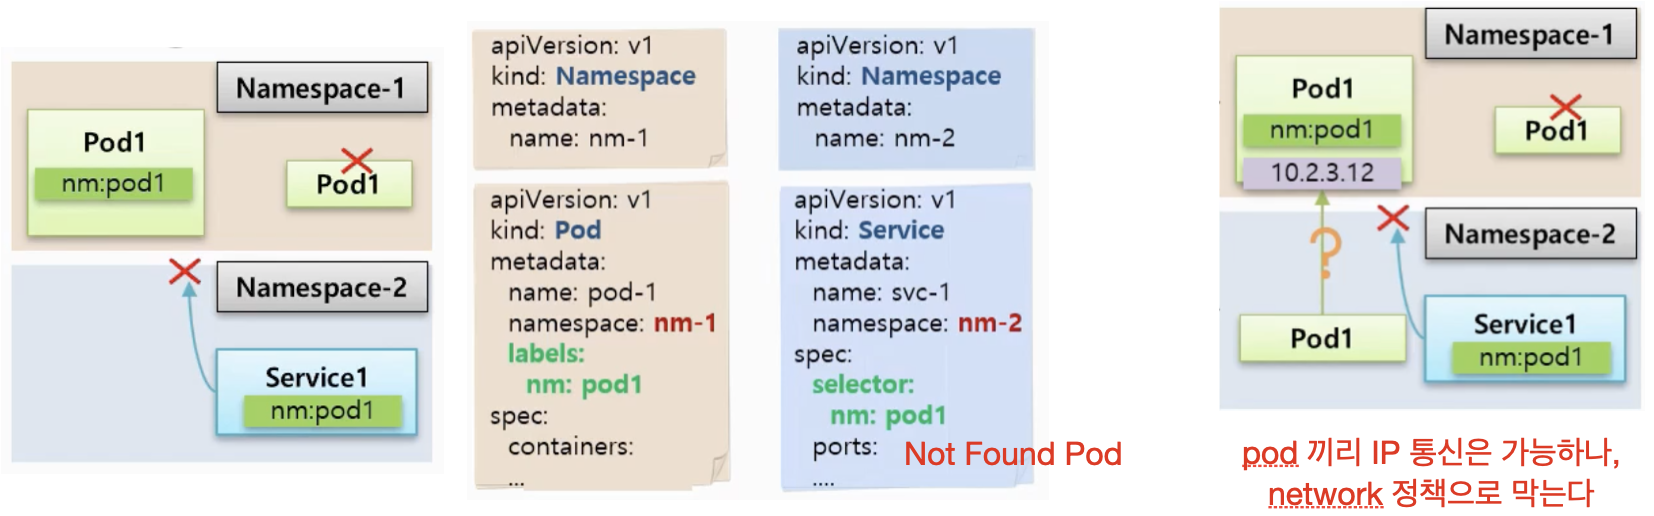 Namespace-1
Pod1
nm:pod1
Pod1
Namespace-2
Service1
nm:pod1
apiVersion: v1
kind: Namespace
metadata:
name: nm-1
apiVersion: v1
kind: Pod
metadata:
name: pod-1
namespace: nm-1
labels:
nm: pod1
spec:
containers:
...
apiVersion: v1
kind: Namespace
metadata:
name: nm-2
apiVersion: v1
kind: Service
metadata:
name: svc-1
namespace: nm-2
spec:
selector:
nm: pod1
ports:
....
Not Found Pod
Namespace-1
Pod1
nm:pod1
10.2.3.12
Pod1
?
Namespace-2
Pod1
Service1
nm:pod1
pod 끼리 IP 통신은 가능하나,
network 정책으로 막는다